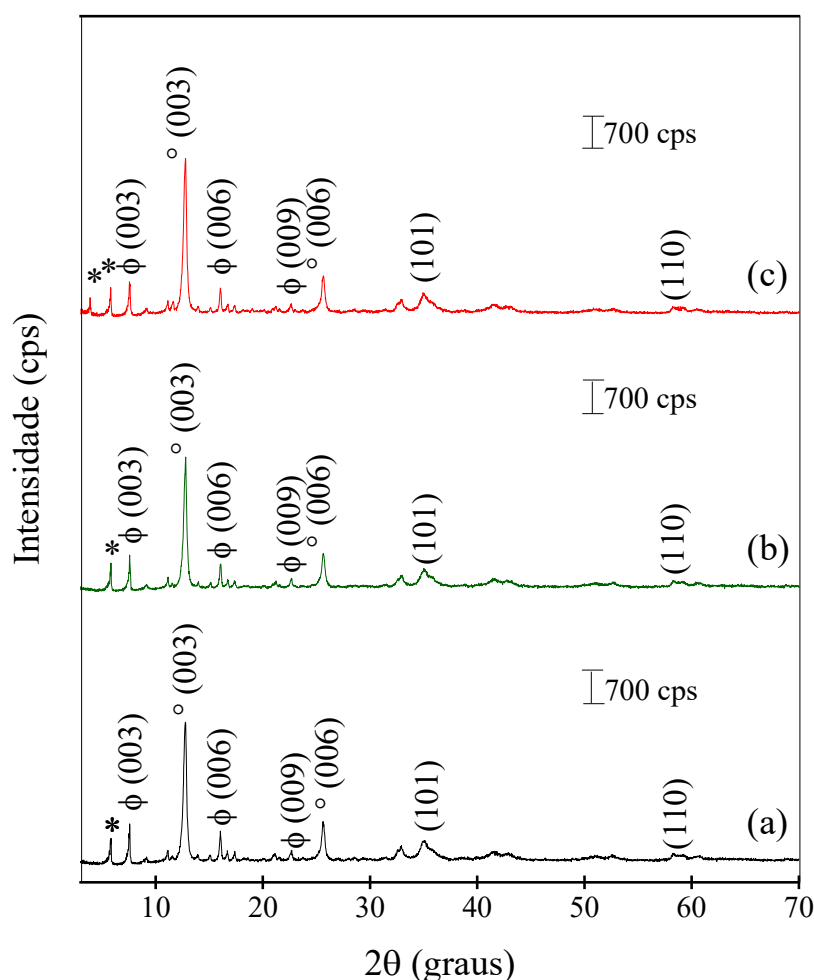 ° (003)
700 cps
ϕ (003)
ϕ (006)
ϕ (009)
° (006)
(101)
(110)
* *
(c)
° (003)
700 cps
ϕ (003)
ϕ (006)
ϕ (009)
° (006)
(101)
(110)
*
(b)
° (003)
700 cps
ϕ (003)
ϕ (006)
ϕ (009)
° (006)
(101)
(110)
*
(a)
Intensidade (cps)
10 20 30 40 50 60 70
2θ (graus)